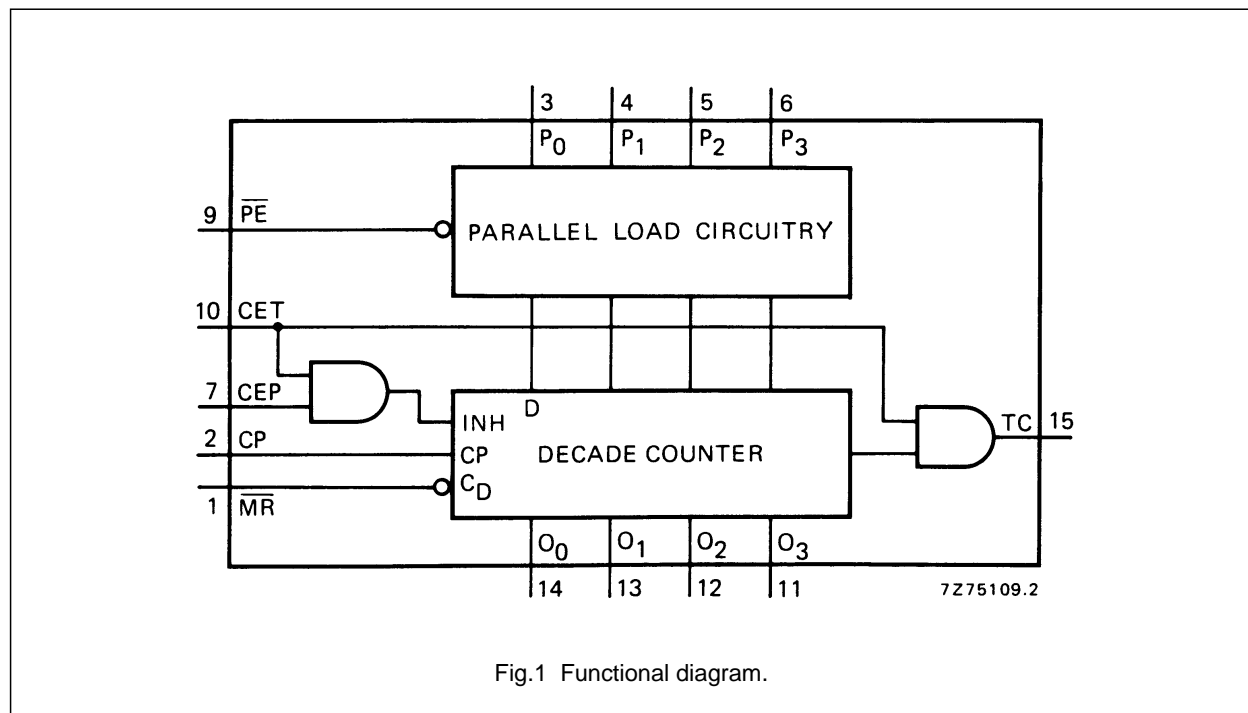 3 4 5 6
P0 P1 P2 P3
9 PE
PARALLEL LOAD CIRCUITRY
10 CET
7 CEP
D
INH
2 CP
CP
DECADE COUNTER
TC 15
CD
1 MR
O0 O1 O2 O3
14 13 12 11
7Z75109.2
Fig.1 Functional diagram.